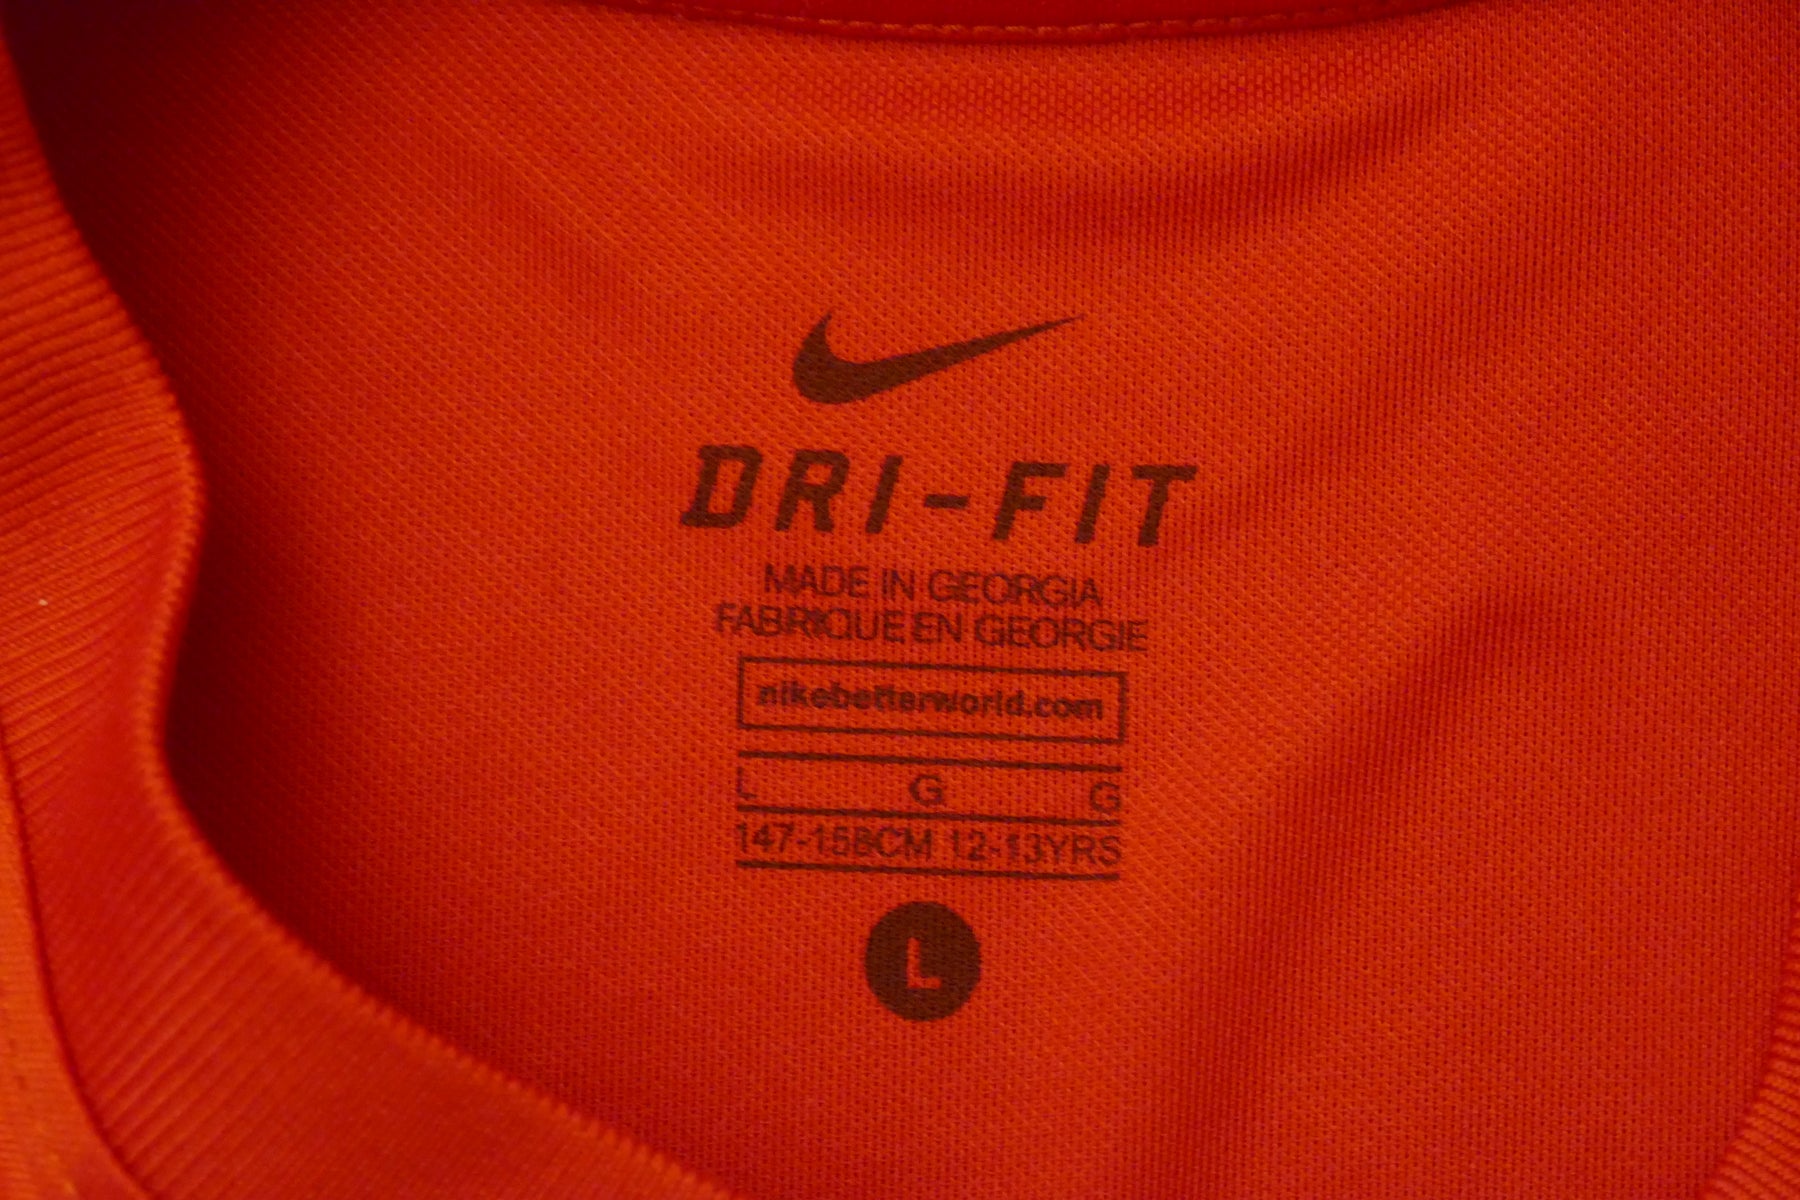 DRI-FIT
MADE IN GEORGIA
FABRIQUE EN GEORGIE
nikebetterworld.com
L G G
147-158CM 12-13YRS
L